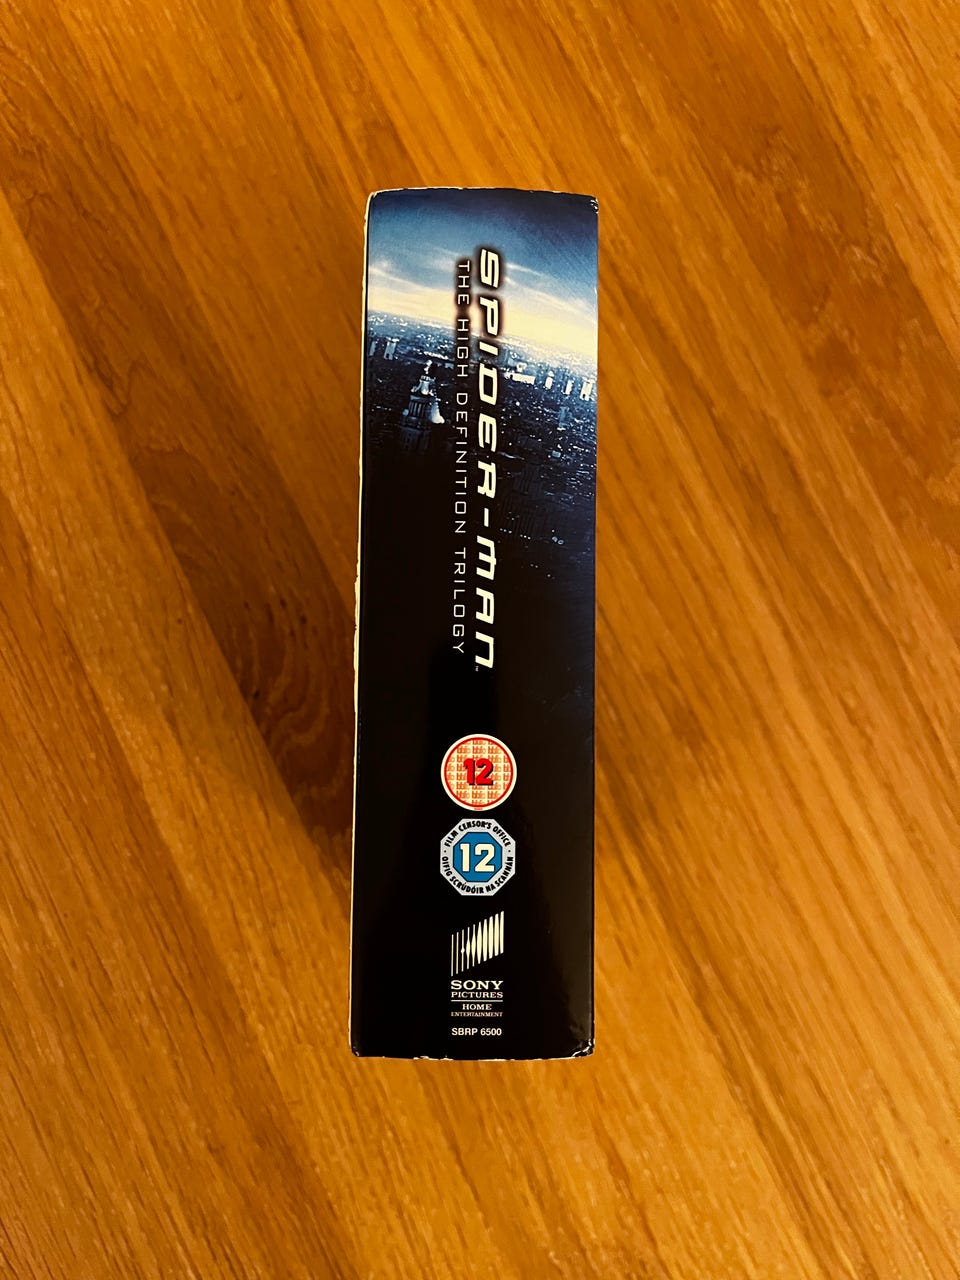 SPIDER-MAN™
THE HIGH DEFINITION TRILOGY
12
FILM CENSOR'S OFFICE
12
OIFIG SCRÚDÓIR NA SCANNÁN
SONY
PICTURES
HOME
ENTERTAINMENT
SBRP 6500